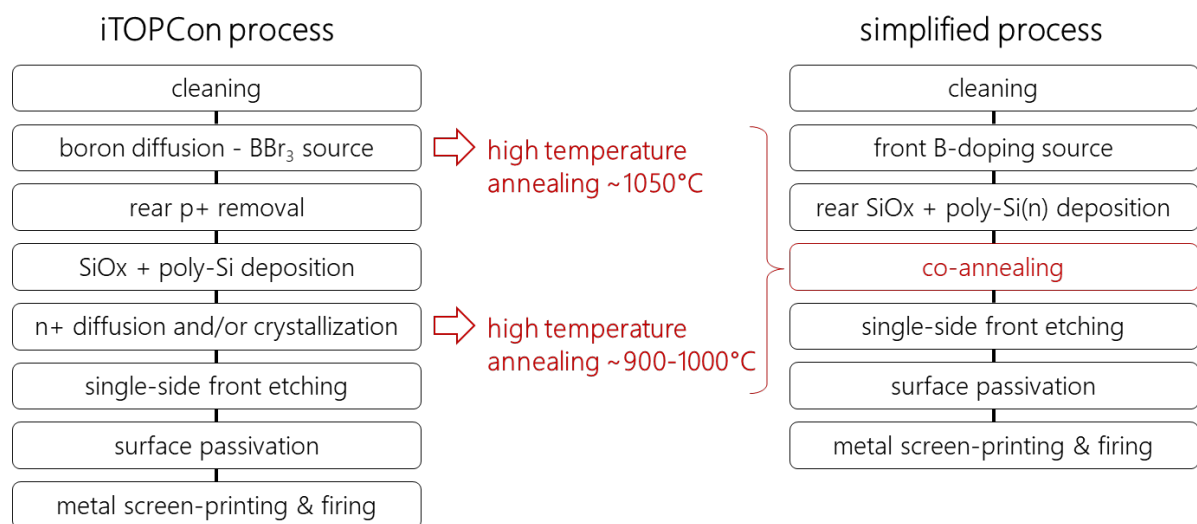 iTOPCon process
cleaning
boron diffusion - BBr₃ source
rear p+ removal
SiOx + poly-Si deposition
n+ diffusion and/or crystallization
single-side front etching
surface passivation
metal screen-printing & firing
high temperature
annealing ~1050°C
high temperature
annealing ~900-1000°C
simplified process
cleaning
front B-doping source
rear SiOx + poly-Si(n) deposition
co-annealing
single-side front etching
surface passivation
metal screen-printing & firing